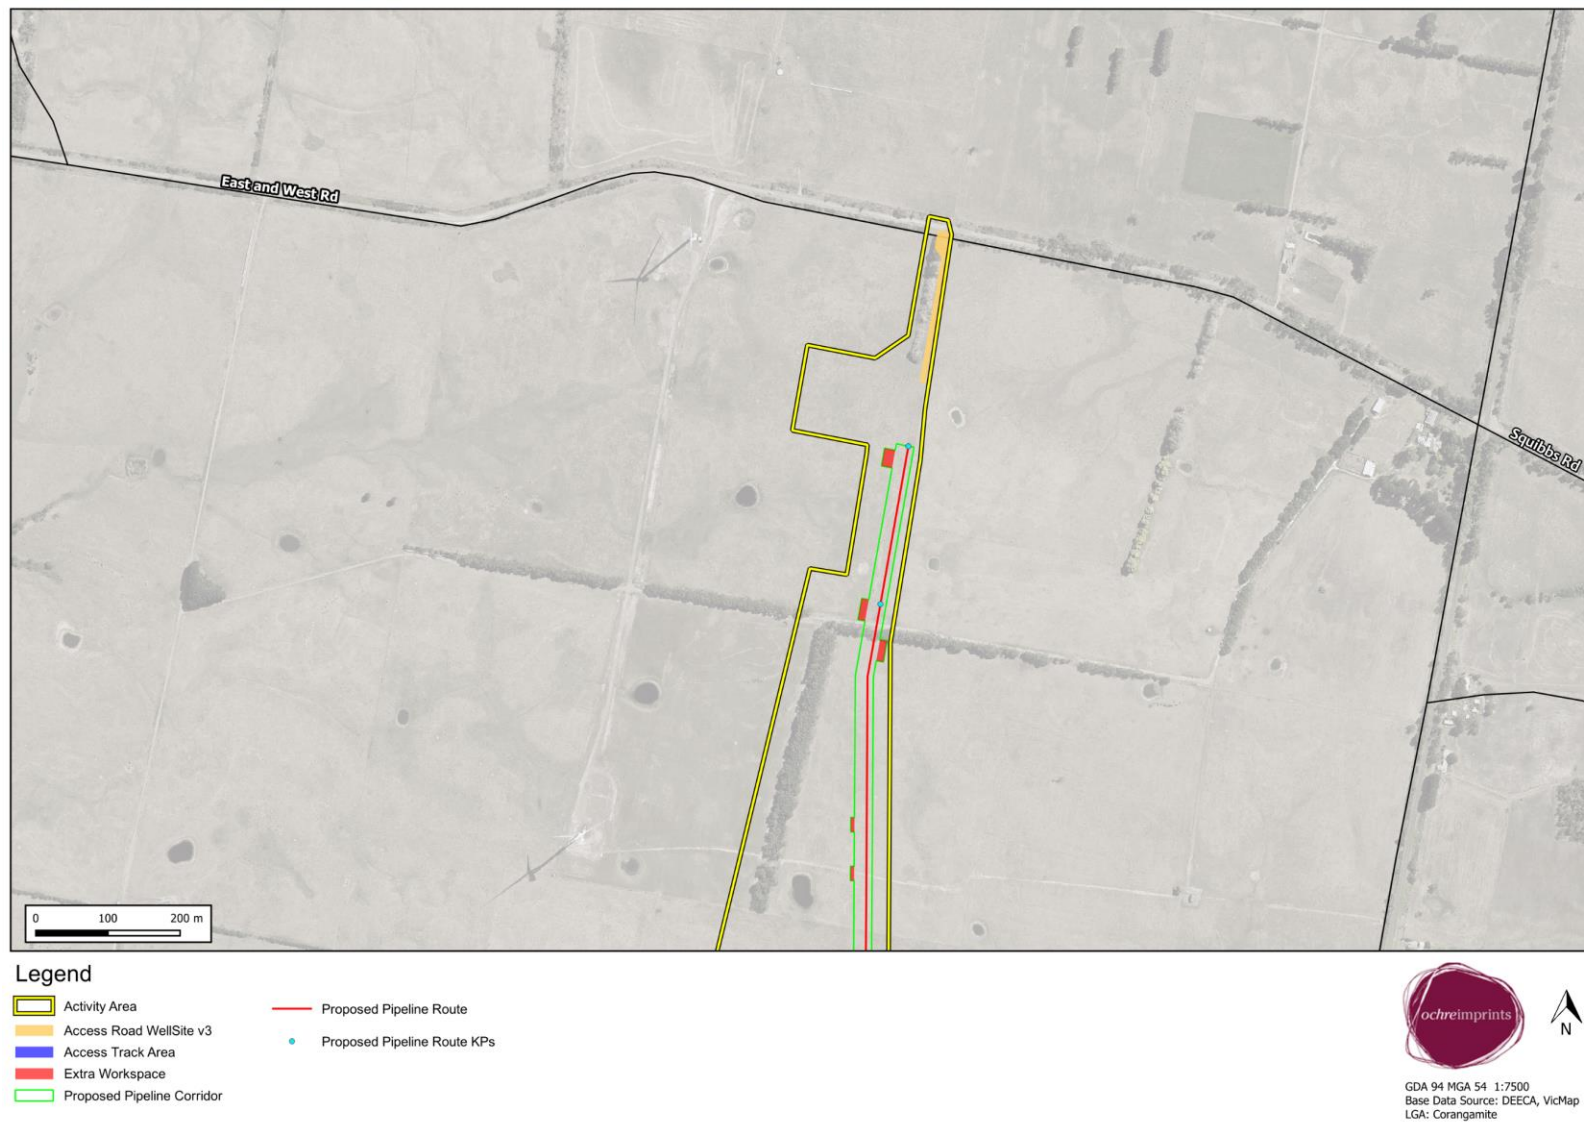 East and West Rd
Squibbs Rd
0 100 200 m
Legend
Activity Area
Access Road WellSite v3
Access Track Area
Extra Workspace
Proposed Pipeline Corridor
Proposed Pipeline Route
Proposed Pipeline Route KPs
ochreimprints
N
GDA 94 MGA 54 1:7500
Base Data Source: DEECA, VicMap
LGA: Corangamite